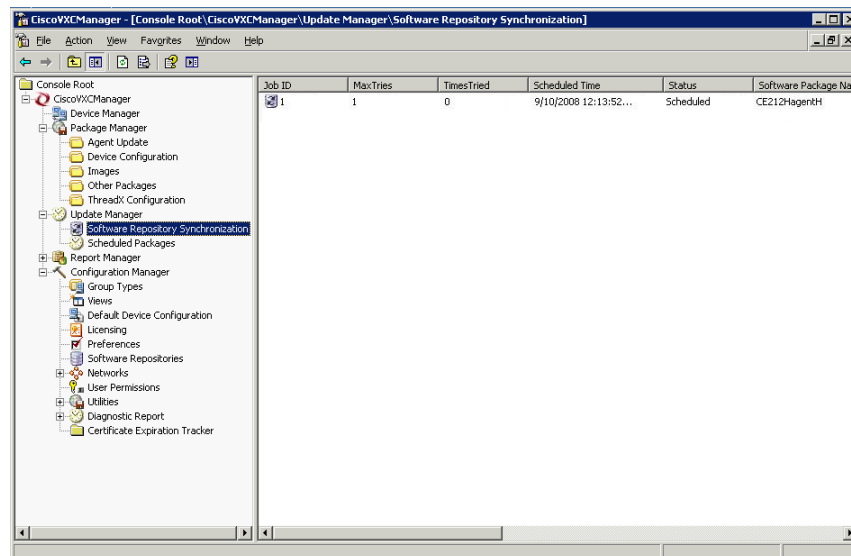 CiscoVXCManager - [Console Root\CiscoVXCManager\Update Manager\Software Repository Synchronization]
File Action View Favorites Window Help
Console Root
CiscoVXCManager
Device Manager
Package Manager
Agent Update
Device Configuration
Images
Other Packages
ThreadX Configuration
Update Manager
Software Repository Synchronization
Scheduled Packages
Report Manager
Configuration Manager
Group Types
Views
Default Device Configuration
Licensing
Preferences
Software Repositories
Networks
User Permissions
Utilities
Diagnostic Report
Certificate Expiration Tracker
Job ID MaxTries TimesTried Scheduled Time Status Software Package Na
1 1 0 9/10/2008 12:13:52... Scheduled CE212HagentH